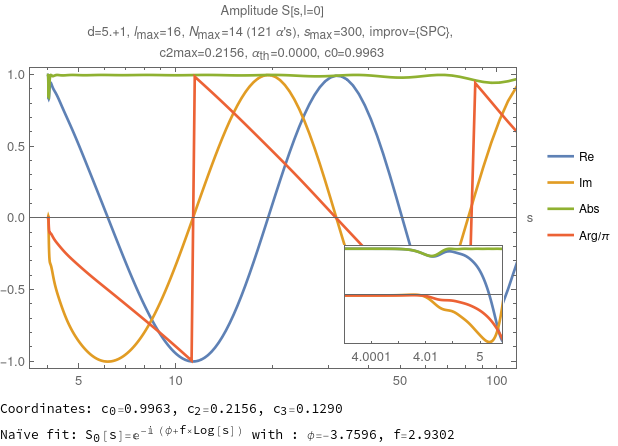 Amplitude S[s,l=0]
d=5.+1, lmax=16, Nmax=14 (121 α's), smax=300, improv={SPC},
c2max=0.2156, αth=0.0000, c0=0.9963
1.0
0.5
0.0
-0.5
-1.0
s
Re
Im
Abs
Arg/π
4.0001 4.01 5
5 10 50 100
Coordinates: c0=0.9963, c2=0.2156, c3=0.1290
Naïve fit: S0[s]=e^-i (ϕ+f×Log[s]) with : ϕ=-3.7596, f=2.9302